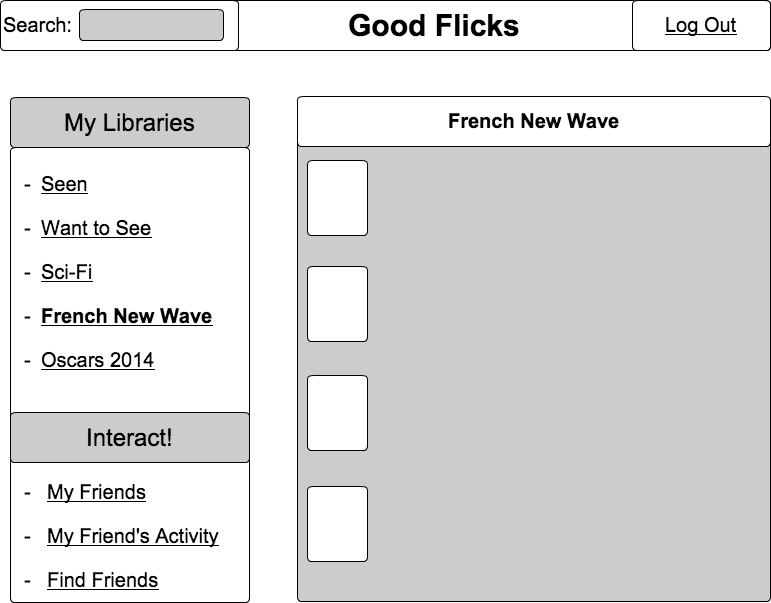 Search:
Good Flicks
Log Out
My Libraries
- Seen
- Want to See
- Sci-Fi
- French New Wave
- Oscars 2014
Interact!
- My Friends
- My Friend's Activity
- Find Friends
French New Wave